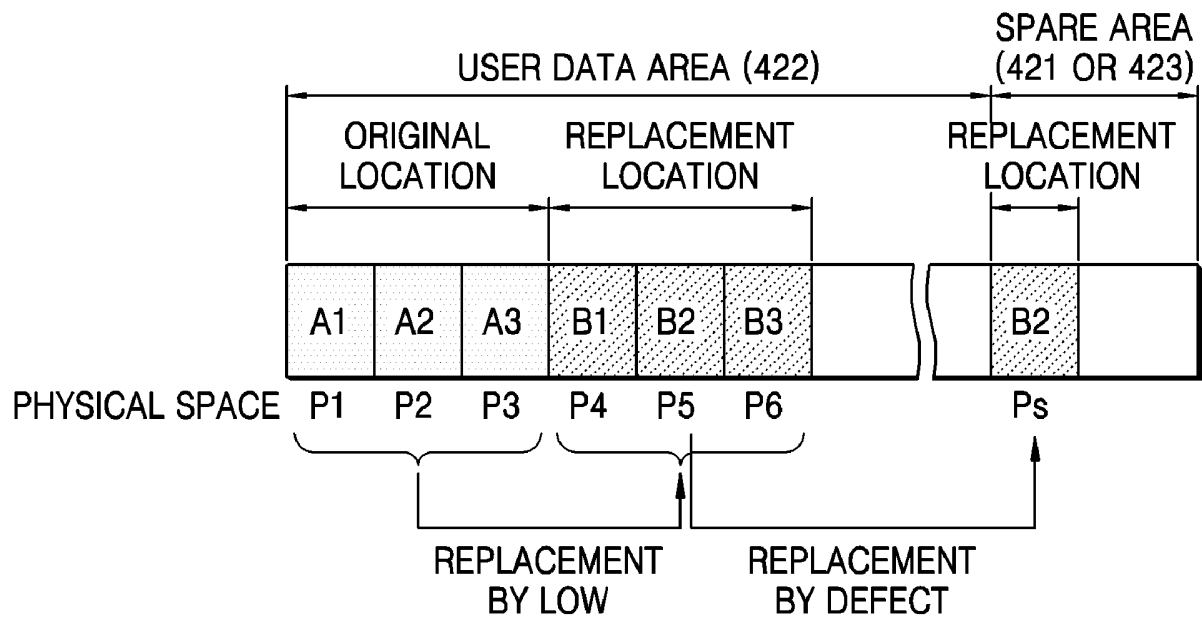 SPARE AREA
USER DATA AREA (422)
(421 OR 423)
ORIGINAL
LOCATION
REPLACEMENT
LOCATION
REPLACEMENT
LOCATION
A1 A2 A3 B1 B2 B3 B2
PHYSICAL SPACE P1 P2 P3 P4 P5 P6 Ps
REPLACEMENT
BY LOW
REPLACEMENT
BY DEFECT